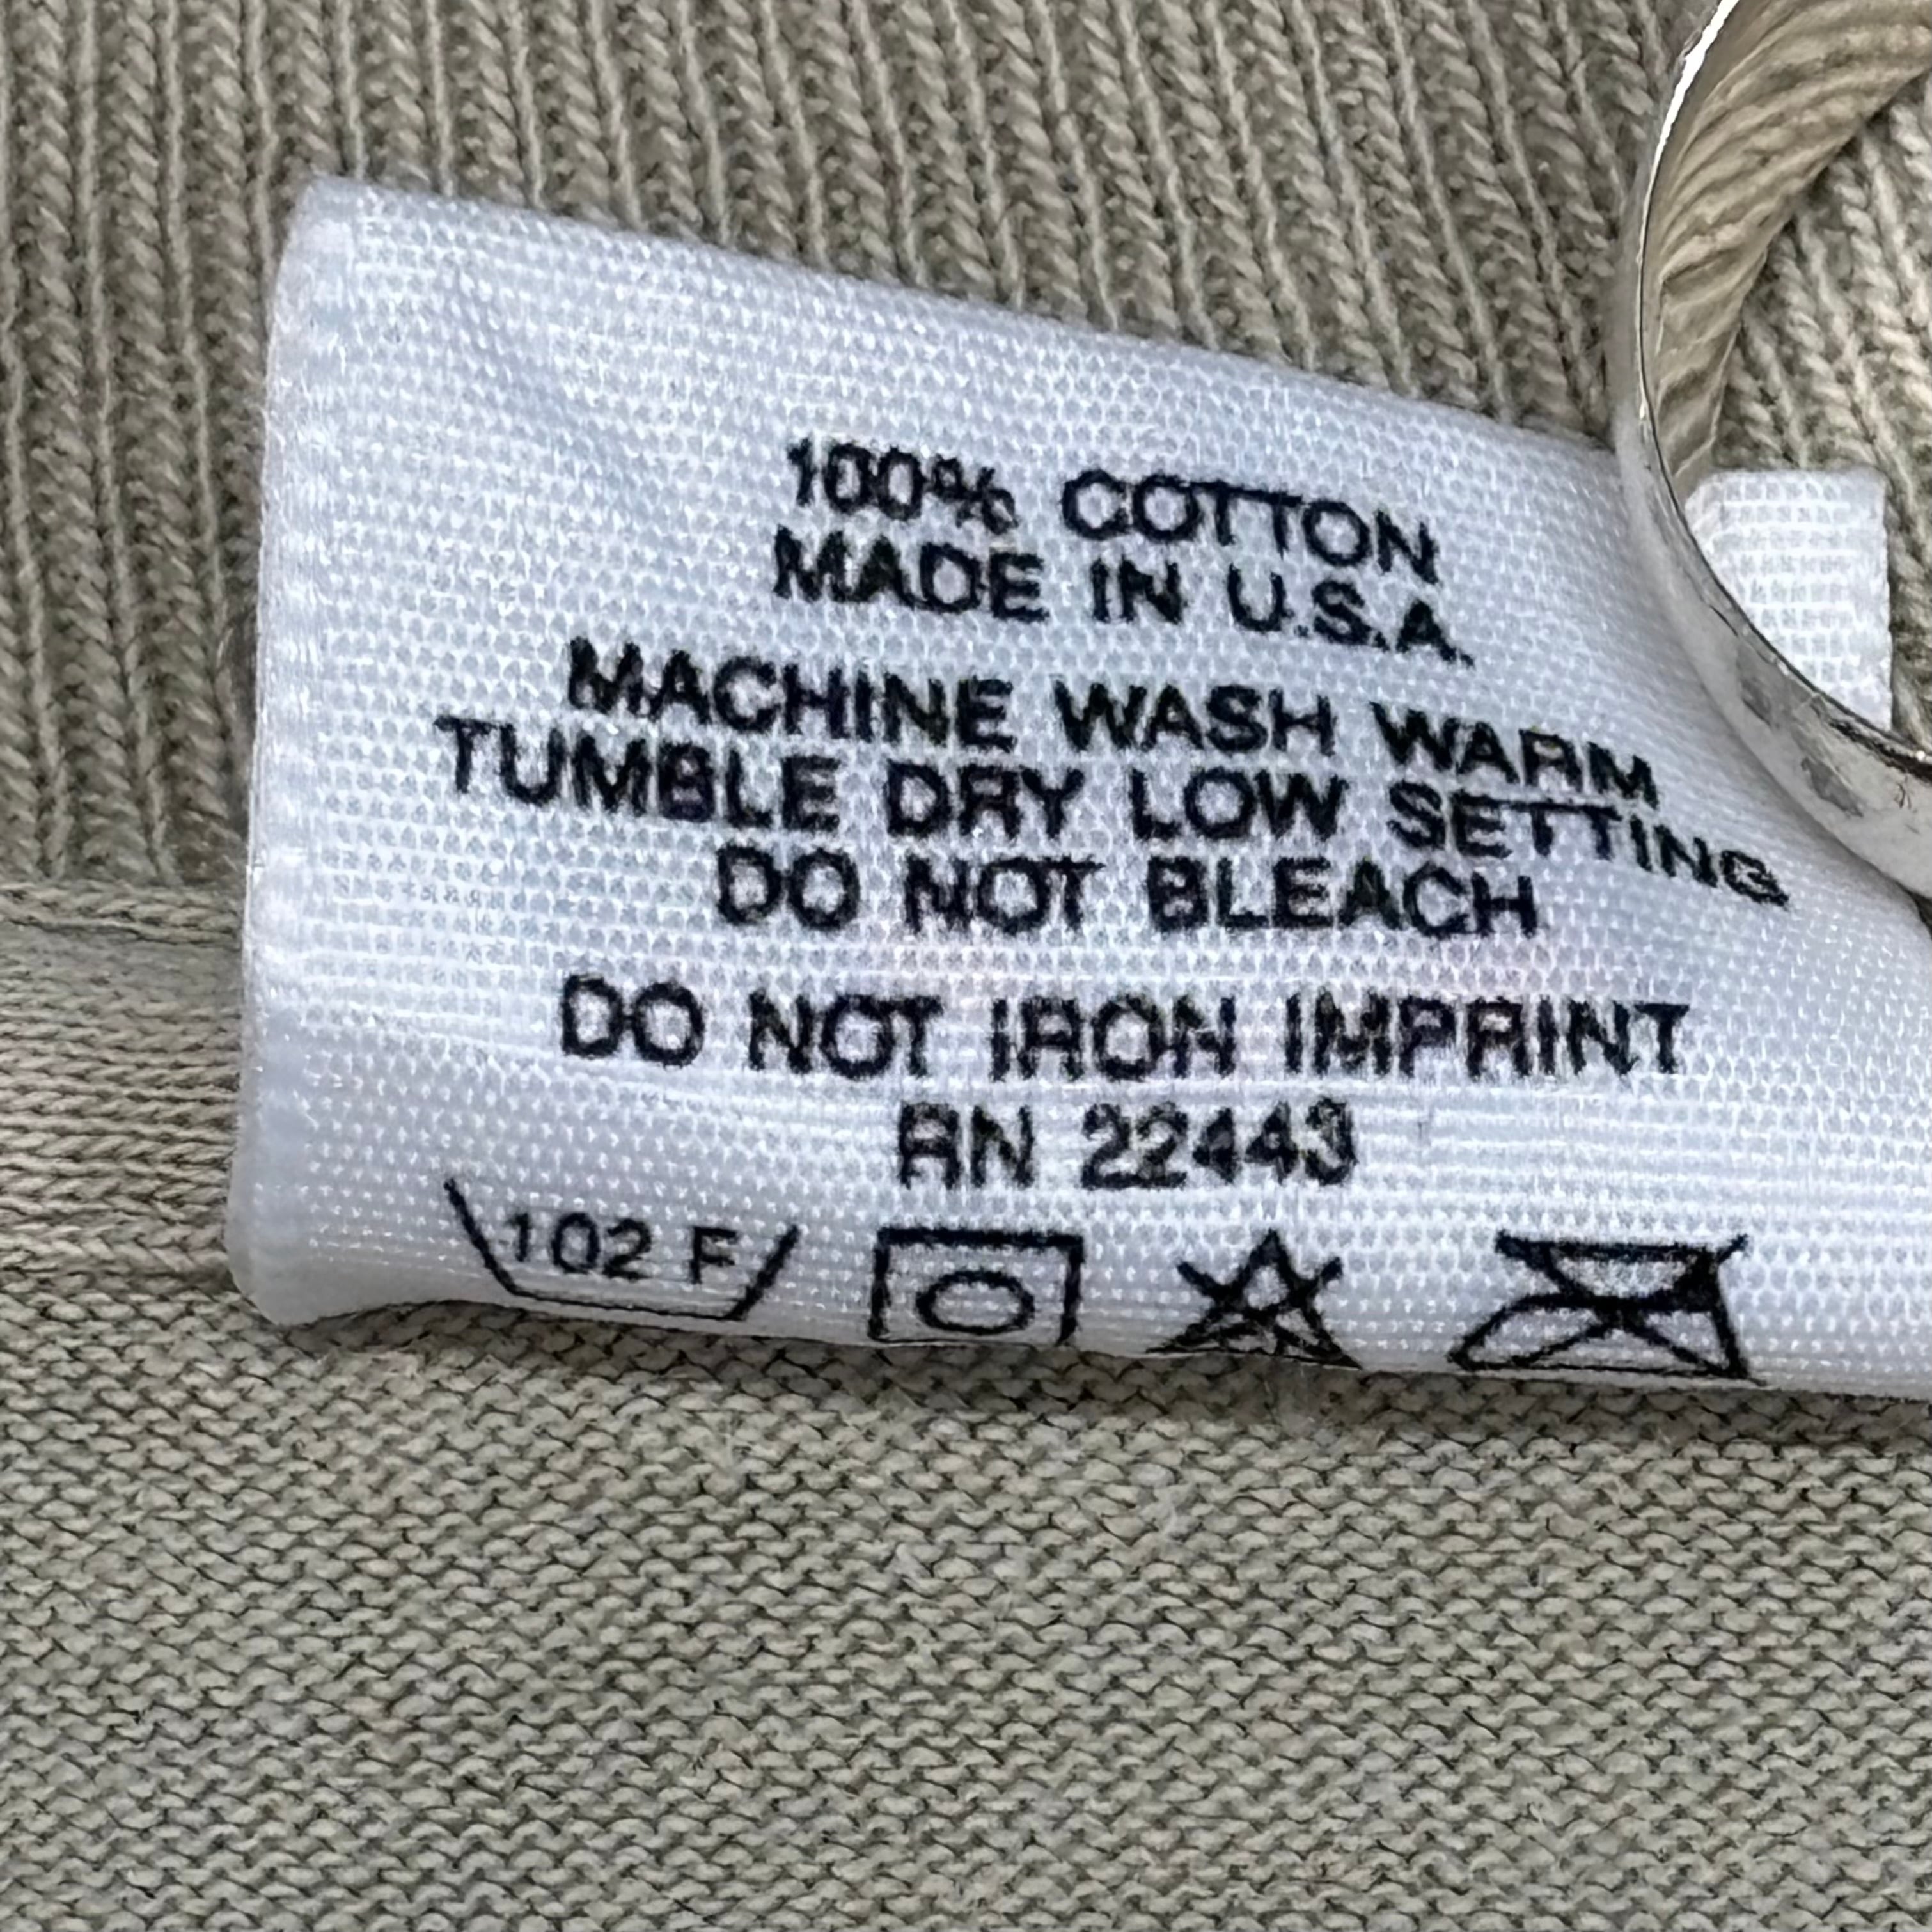 100% COTTON
MADE IN U.S.A.
MACHINE WASH WARM
TUMBLE DRY LOW SETTING
DO NOT BLEACH
DO NOT IRON IMPRINT
RN 22443
102 F